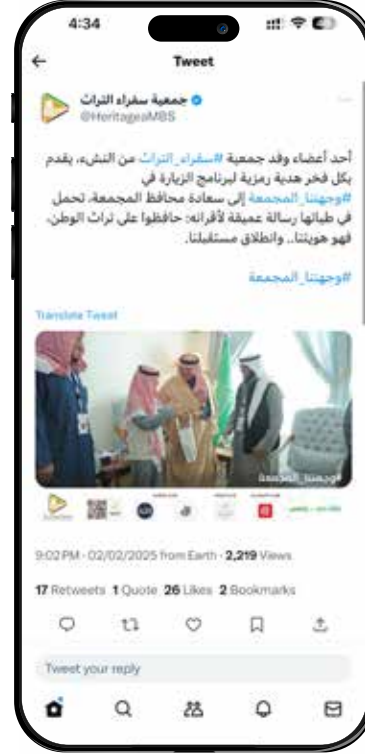 4:34
Tweet
جمعية سفراء التراث
@HeritageaMBS
أحد أعضاء وفد جمعية #سفراء_التراث من النشء، يقدم
بكل فخر هدية رمزية لبرنامج الزيارة في
#وجهتنا_المجمعة إلى سعادة محافظ المجمعة، تحمل
في طياتها رسالة عميقة لأقرانه: حافظوا على تراث الوطن،
فهو هويتنا.. وانطلاق مستقبلنا.
#وجهتنا_المجمعة
Translate Tweet
#وجهتنا_المجمعة
9:02 PM · 02/02/2025 from Earth · 2,219 Views
17 Retweets 1 Quote 26 Likes 2 Bookmarks
Tweet your reply